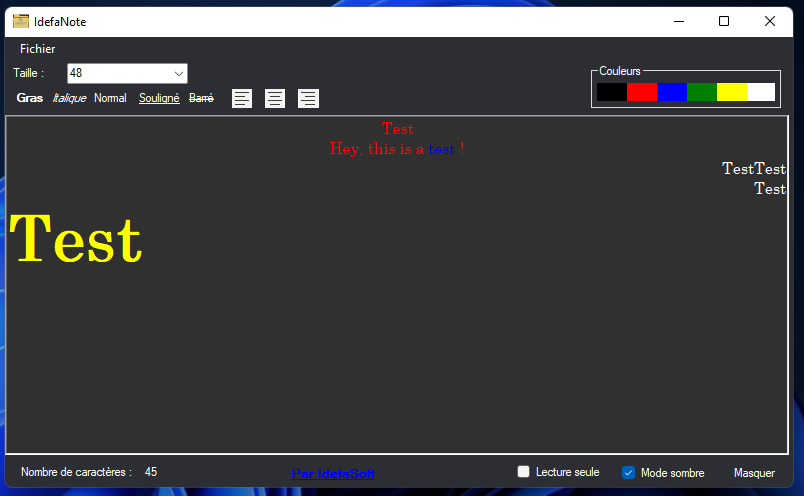 IdefaNote
Fichier
Taille : 48
Couleurs
Gras Italique Normal Souligné Barré
Test
Hey, this is a test !
TestTest
Test
Test
Nombre de caractères : 45 Par IdefaSoft Lecture seule Mode sombre Masquer